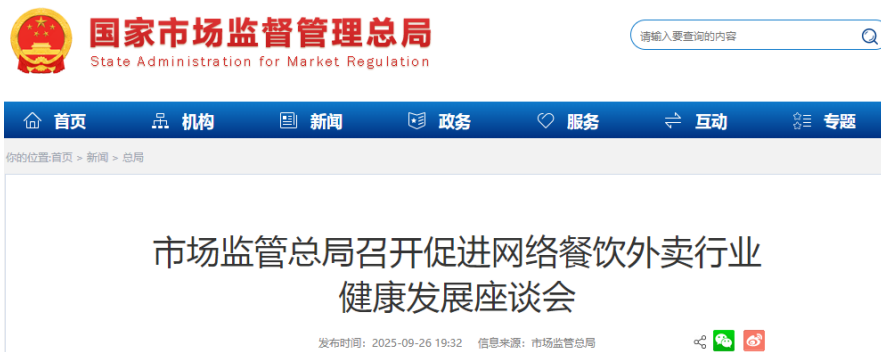 国家市场监督管理总局
State Administration for Market Regulation
请输入要查询的内容
首页 机构 新闻 政务 服务 互动 专题
你的位置:首页 > 新闻 > 总局
市场监管总局召开促进网络餐饮外卖行业
健康发展座谈会
发布时间：2025-09-26 19:32 信息来源：市场监管总局